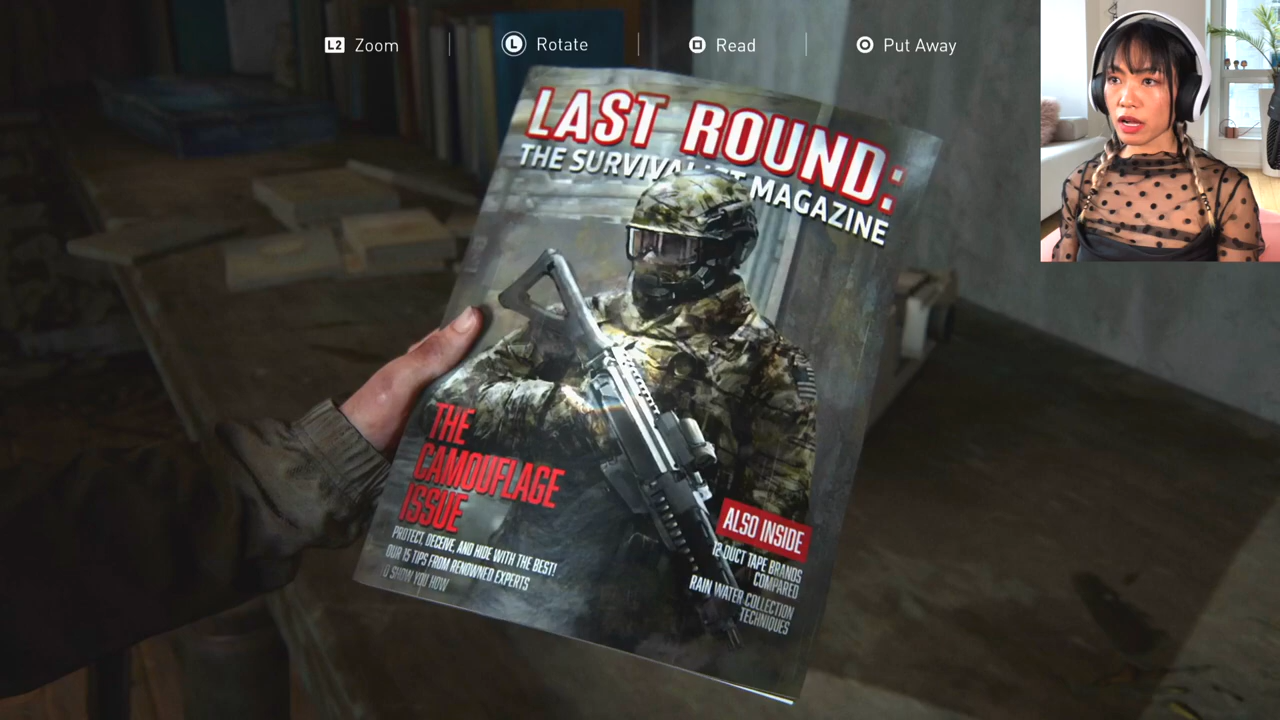 L2 Zoom
L Rotate
Read
Put Away
LAST ROUND:
THE SURVIVALIST MAGAZINE
THE
CAMOUFLAGE
ISSUE
PROTECT, DECEIVE, AND HIDE WITH THE BEST!
OUR 15 TIPS FROM RENOWNED EXPERTS
TO SHOW YOU HOW
ALSO INSIDE
12 DUCT TAPE BRANDS
COMPARED
RAIN WATER COLLECTION
TECHNIQUES